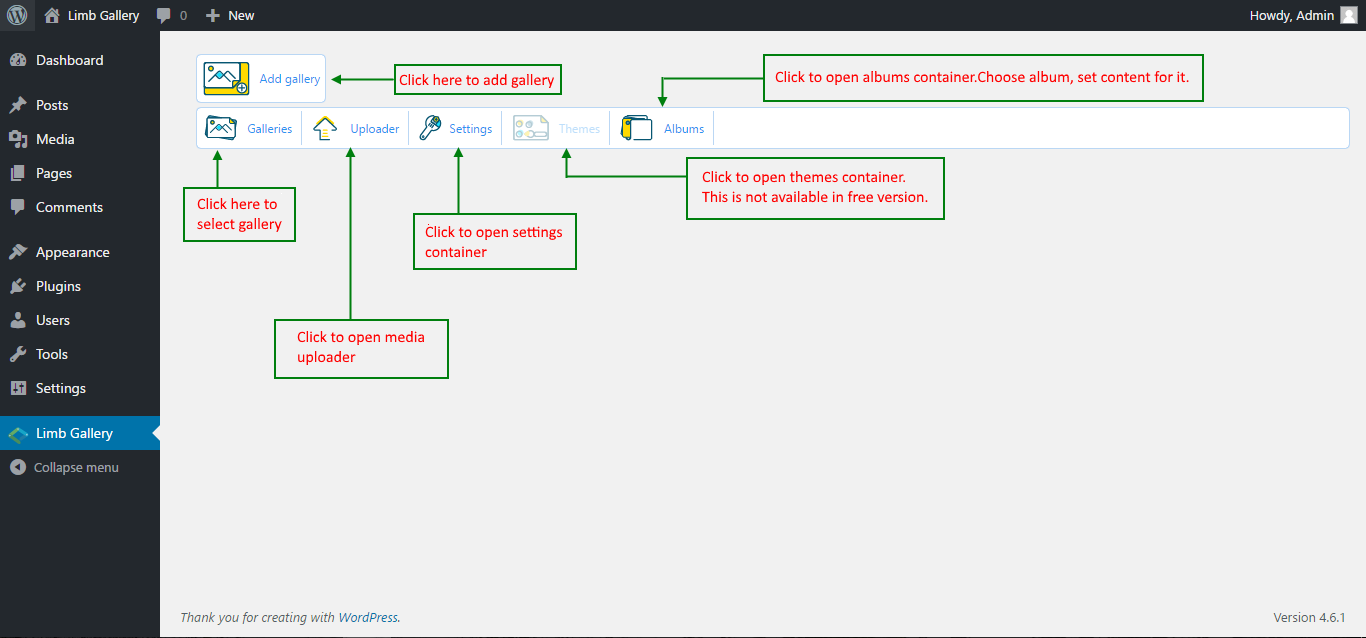 Limb Gallery 0 New Howdy, Admin
Dashboard
Posts
Media
Pages
Comments
Appearance
Plugins
Users
Tools
Settings
Limb Gallery
Collapse menu
Add gallery
Click here to add gallery
Click to open albums container.Choose album, set content for it.
Galleries Uploader Settings Themes Albums
Click here to
select gallery
Click to open settings
container
Click to open themes container.
This is not available in free version.
Click to open media
uploader
Thank you for creating with WordPress.
Version 4.6.1